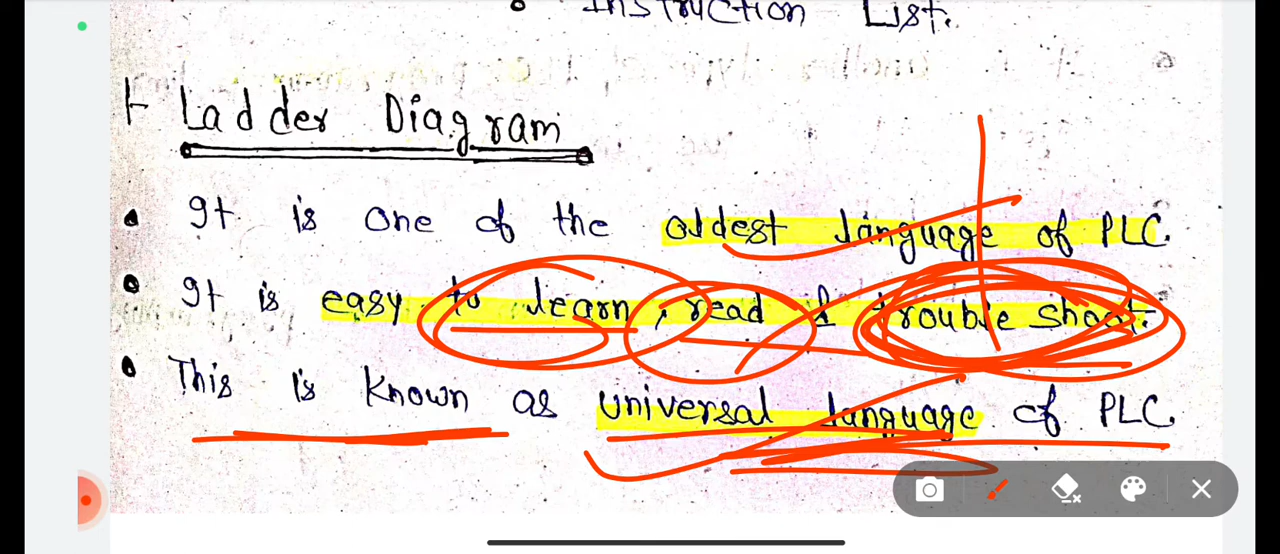 • Instruction List.
Ladder Diagram
• It is one of the oldest language of PLC.
• It is easy to learn, read & trouble shoot.
• This is known as universal language of PLC.